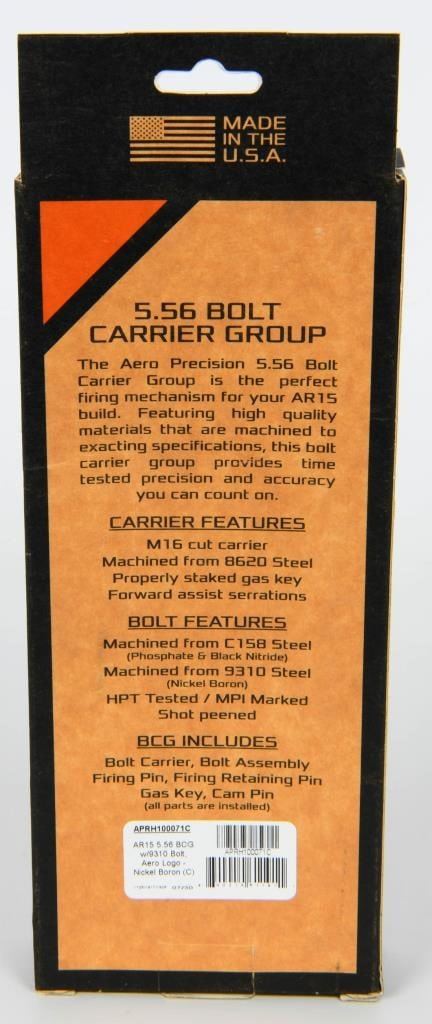 MADE
IN THE
U.S.A.
5.56 BOLT
CARRIER GROUP
The Aero Precision 5.56 Bolt
Carrier Group is the perfect
firing mechanism for your AR15
build. Featuring high quality
materials that are machined to
exacting specifications, this bolt
carrier group provides time
tested precision and accuracy
you can count on.
CARRIER FEATURES
M16 cut carrier
Machined from 8620 Steel
Properly staked gas key
Forward assist serrations
BOLT FEATURES
Machined from C158 Steel
(Phosphate & Black Nitride)
Machined from 9310 Steel
(Nickel Boron)
HPT Tested / MPI Marked
Shot peened
BCG INCLUDES
Bolt Carrier, Bolt Assembly
Firing Pin, Firing Retaining Pin
Gas Key, Cam Pin
(all parts are installed)
APRH100071C
AR15 5.56 BCG
w/9310 Bolt,
Aero Logo -
Nickel Boron (C)
APRH100071C